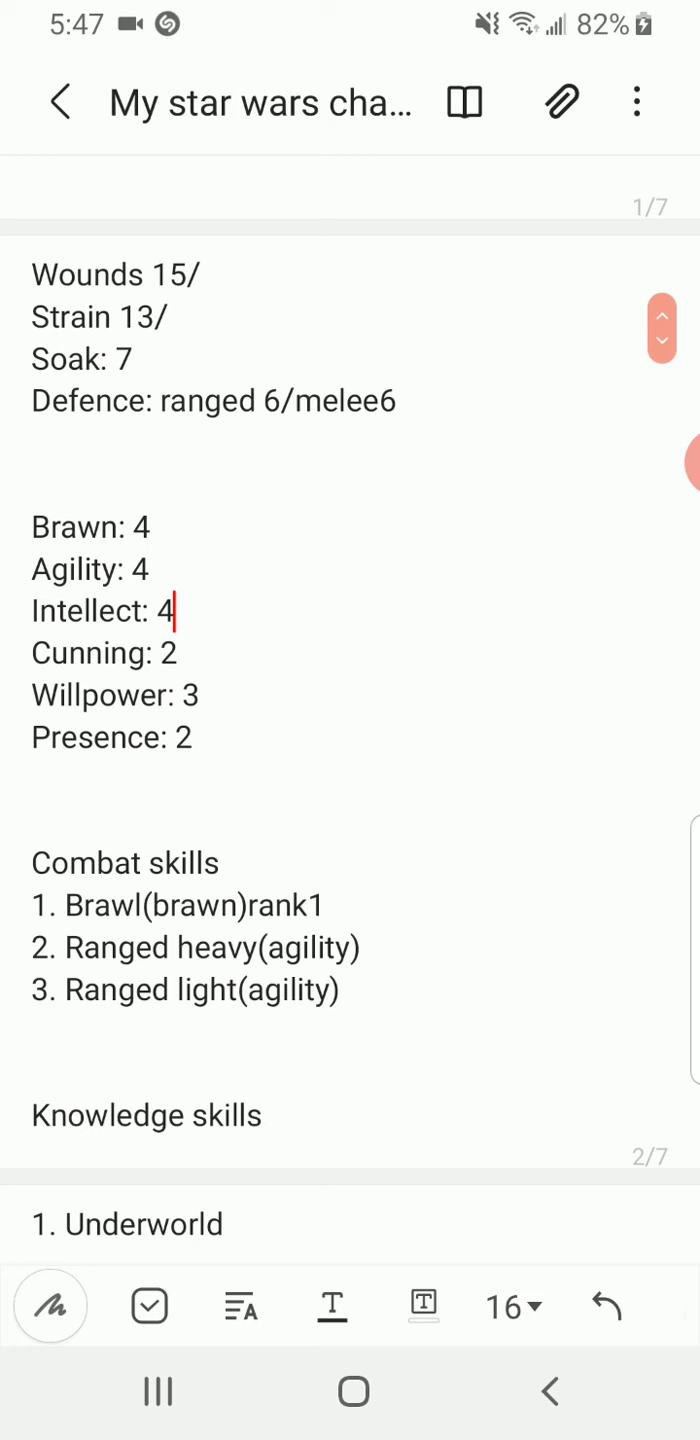 5:47
82%
My star wars cha...
1/7
Wounds 15/
Strain 13/
Soak: 7
Defence: ranged 6/melee6
Brawn: 4
Agility: 4
Intellect: 4
Cunning: 2
Willpower: 3
Presence: 2
Combat skills
1. Brawl(brawn)rank1
2. Ranged heavy(agility)
3. Ranged light(agility)
Knowledge skills
2/7
1. Underworld
16